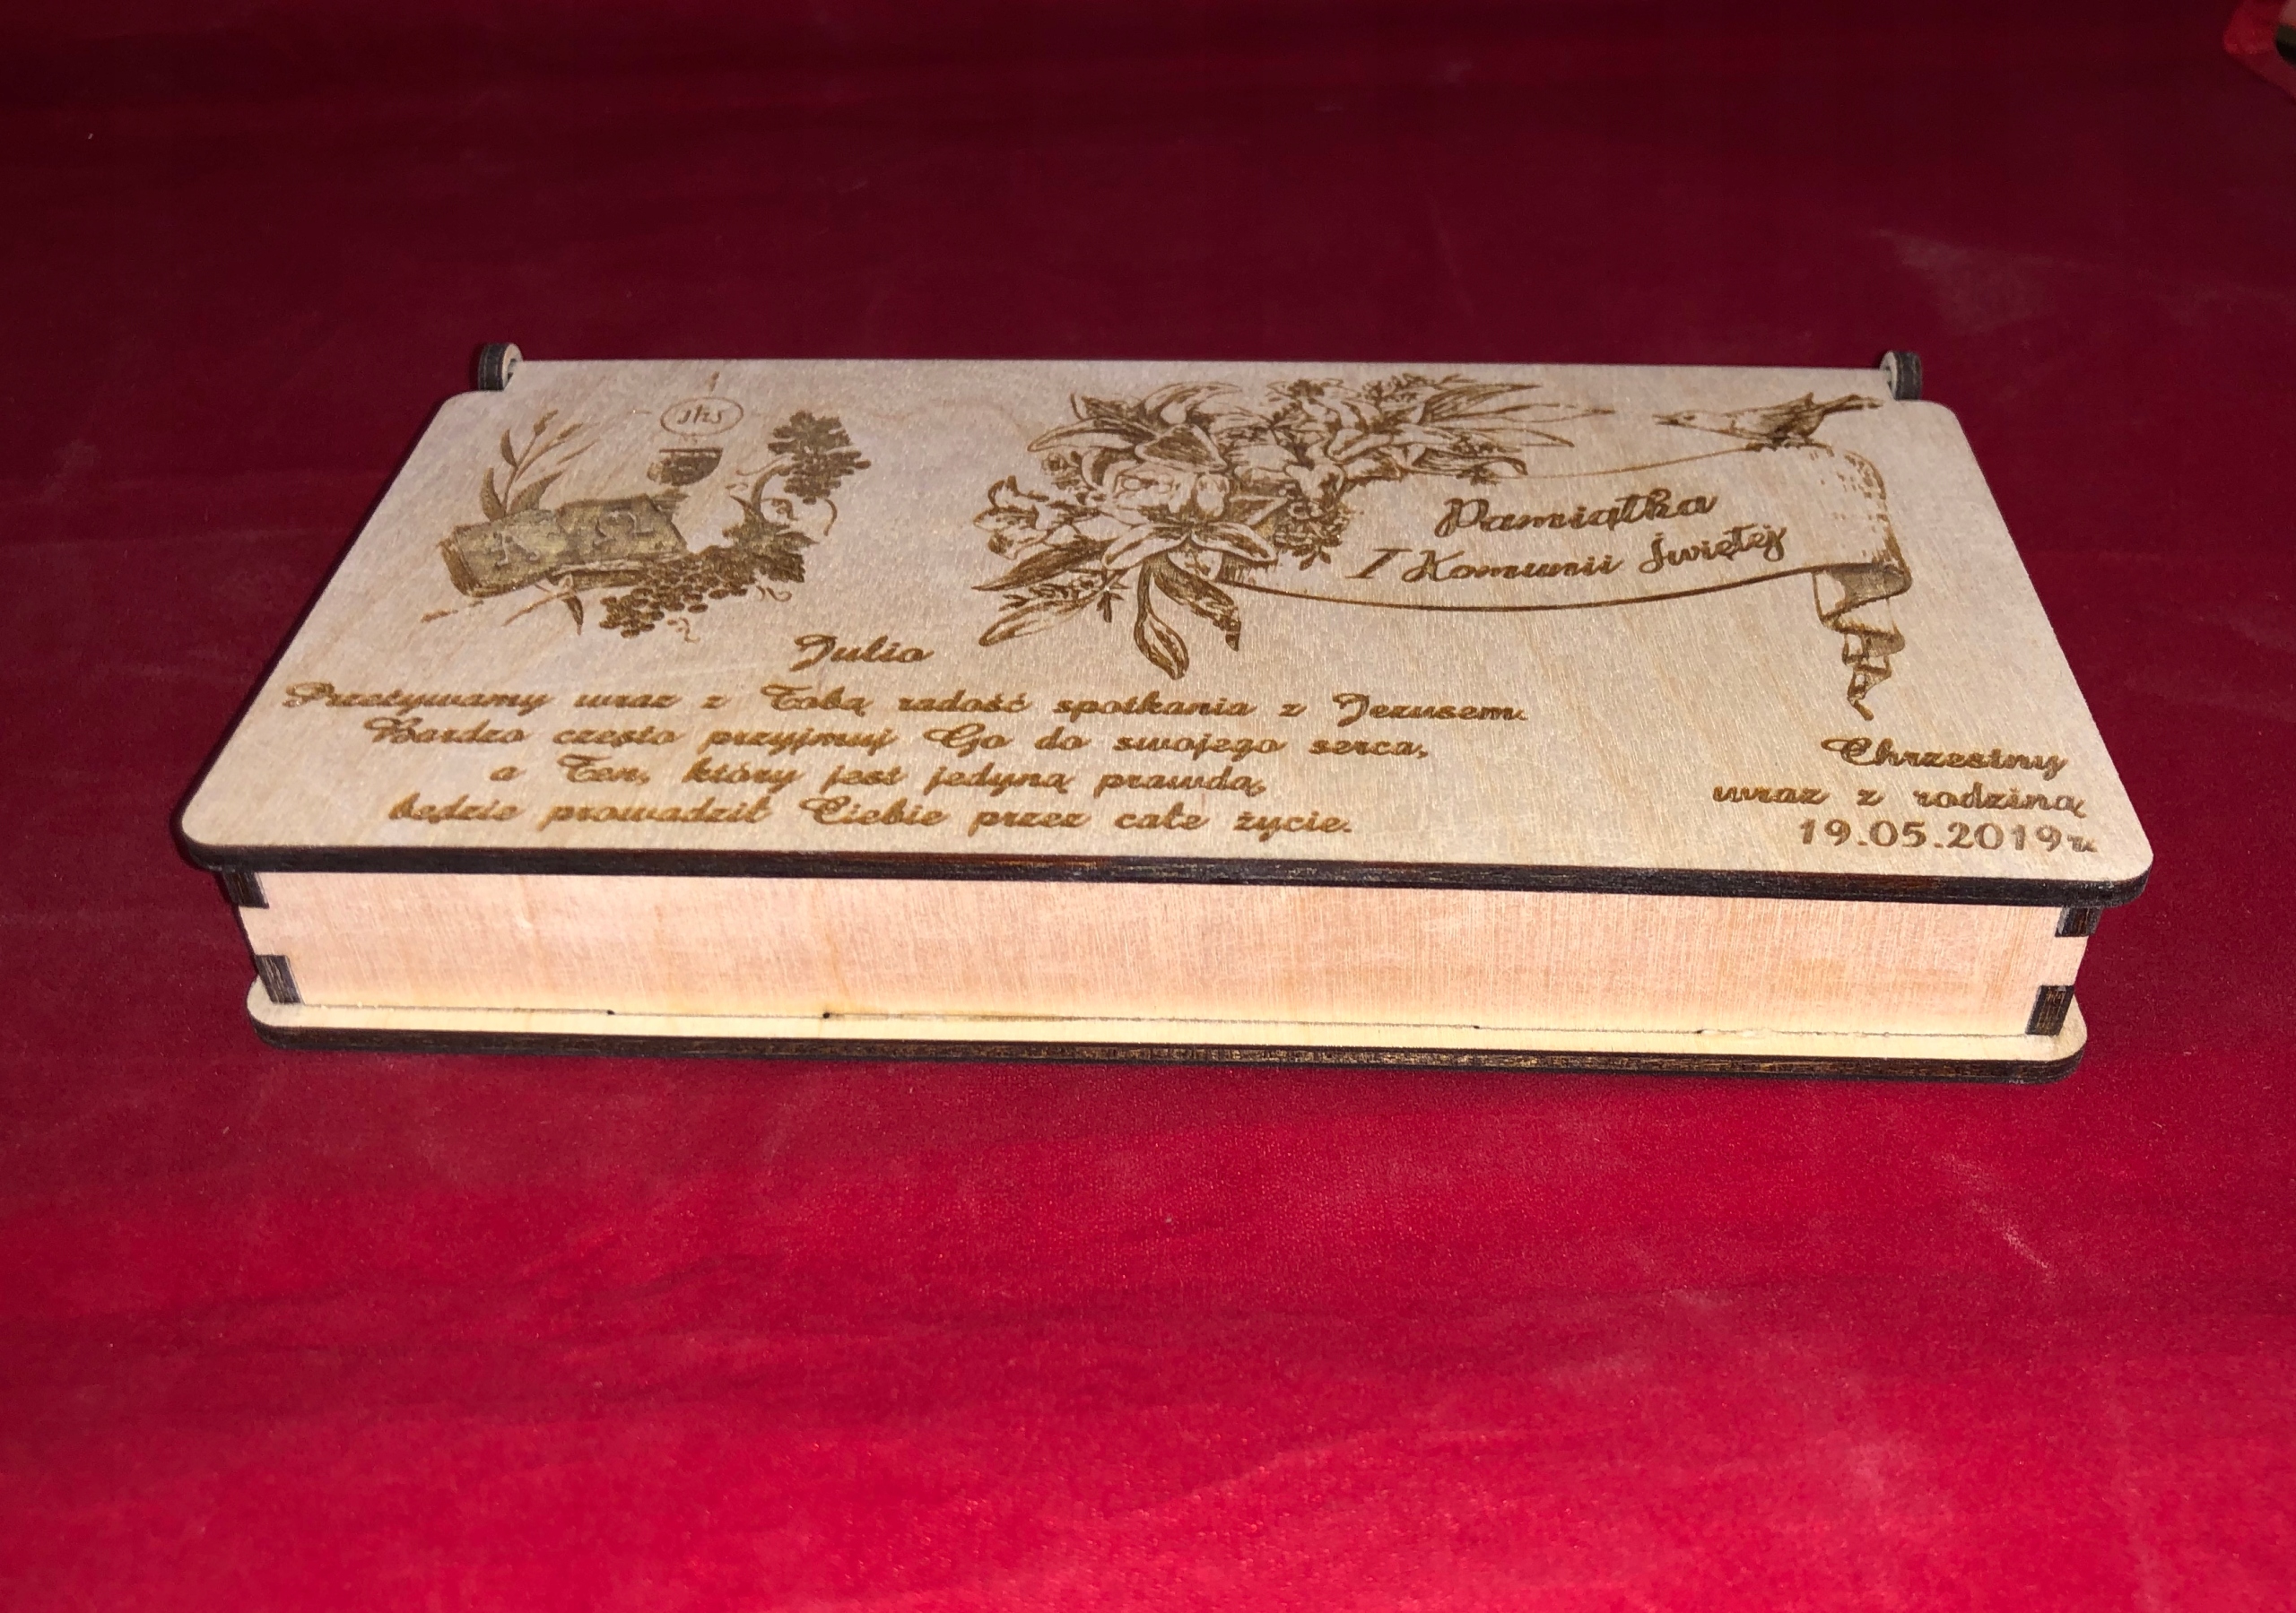 JHS
A Ω
Pamiątka
I Komunii Świętej
Julio
Przeżywamy wraz z Tobą radość spotkania z Jezusem.
Bardzo często przyjmuj Go do swojego serca,
a Ten, który jest jedyną prawdą,
będzie prowadził Ciebie przez całe życie.
Chrzestny
wraz z rodziną
19.05.2019r.